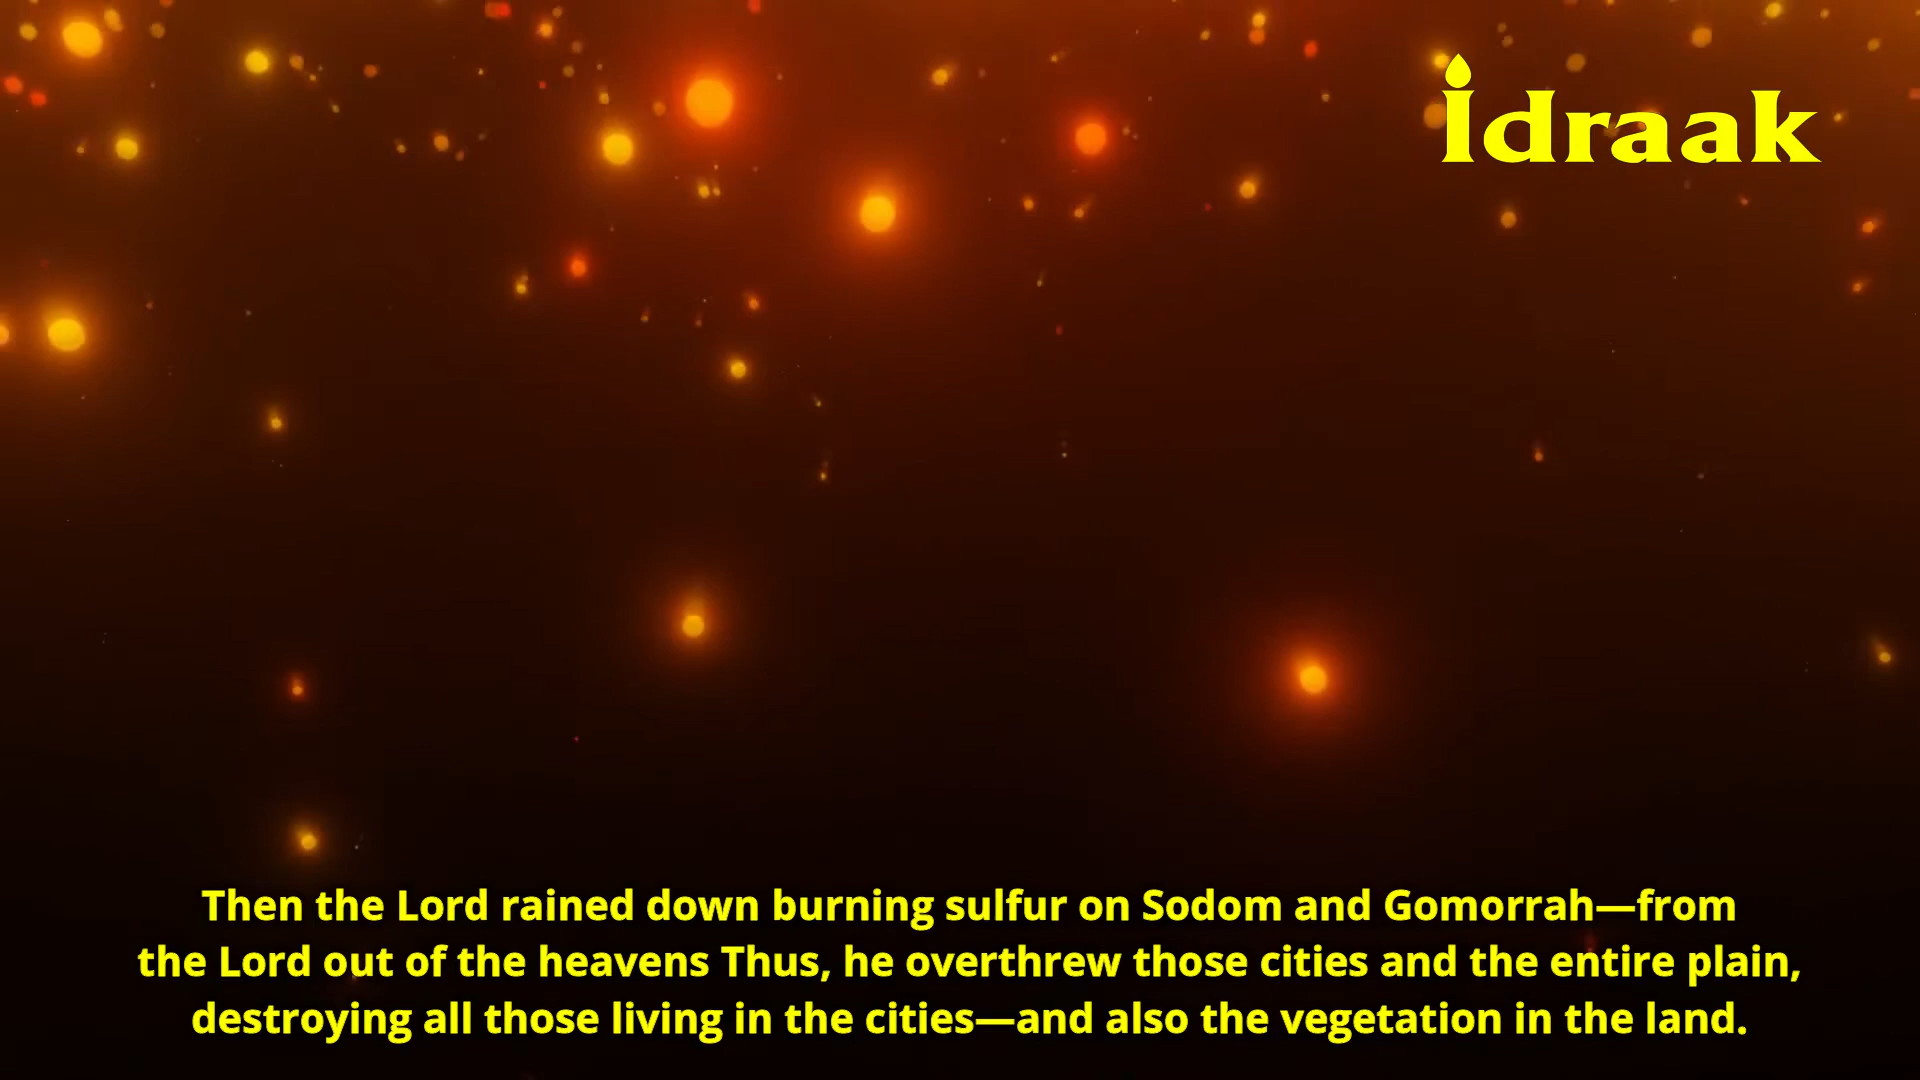 idraak
Then the Lord rained down burning sulfur on Sodom and Gomorrah—from
the Lord out of the heavens Thus, he overthrew those cities and the entire plain,
destroying all those living in the cities—and also the vegetation in the land.